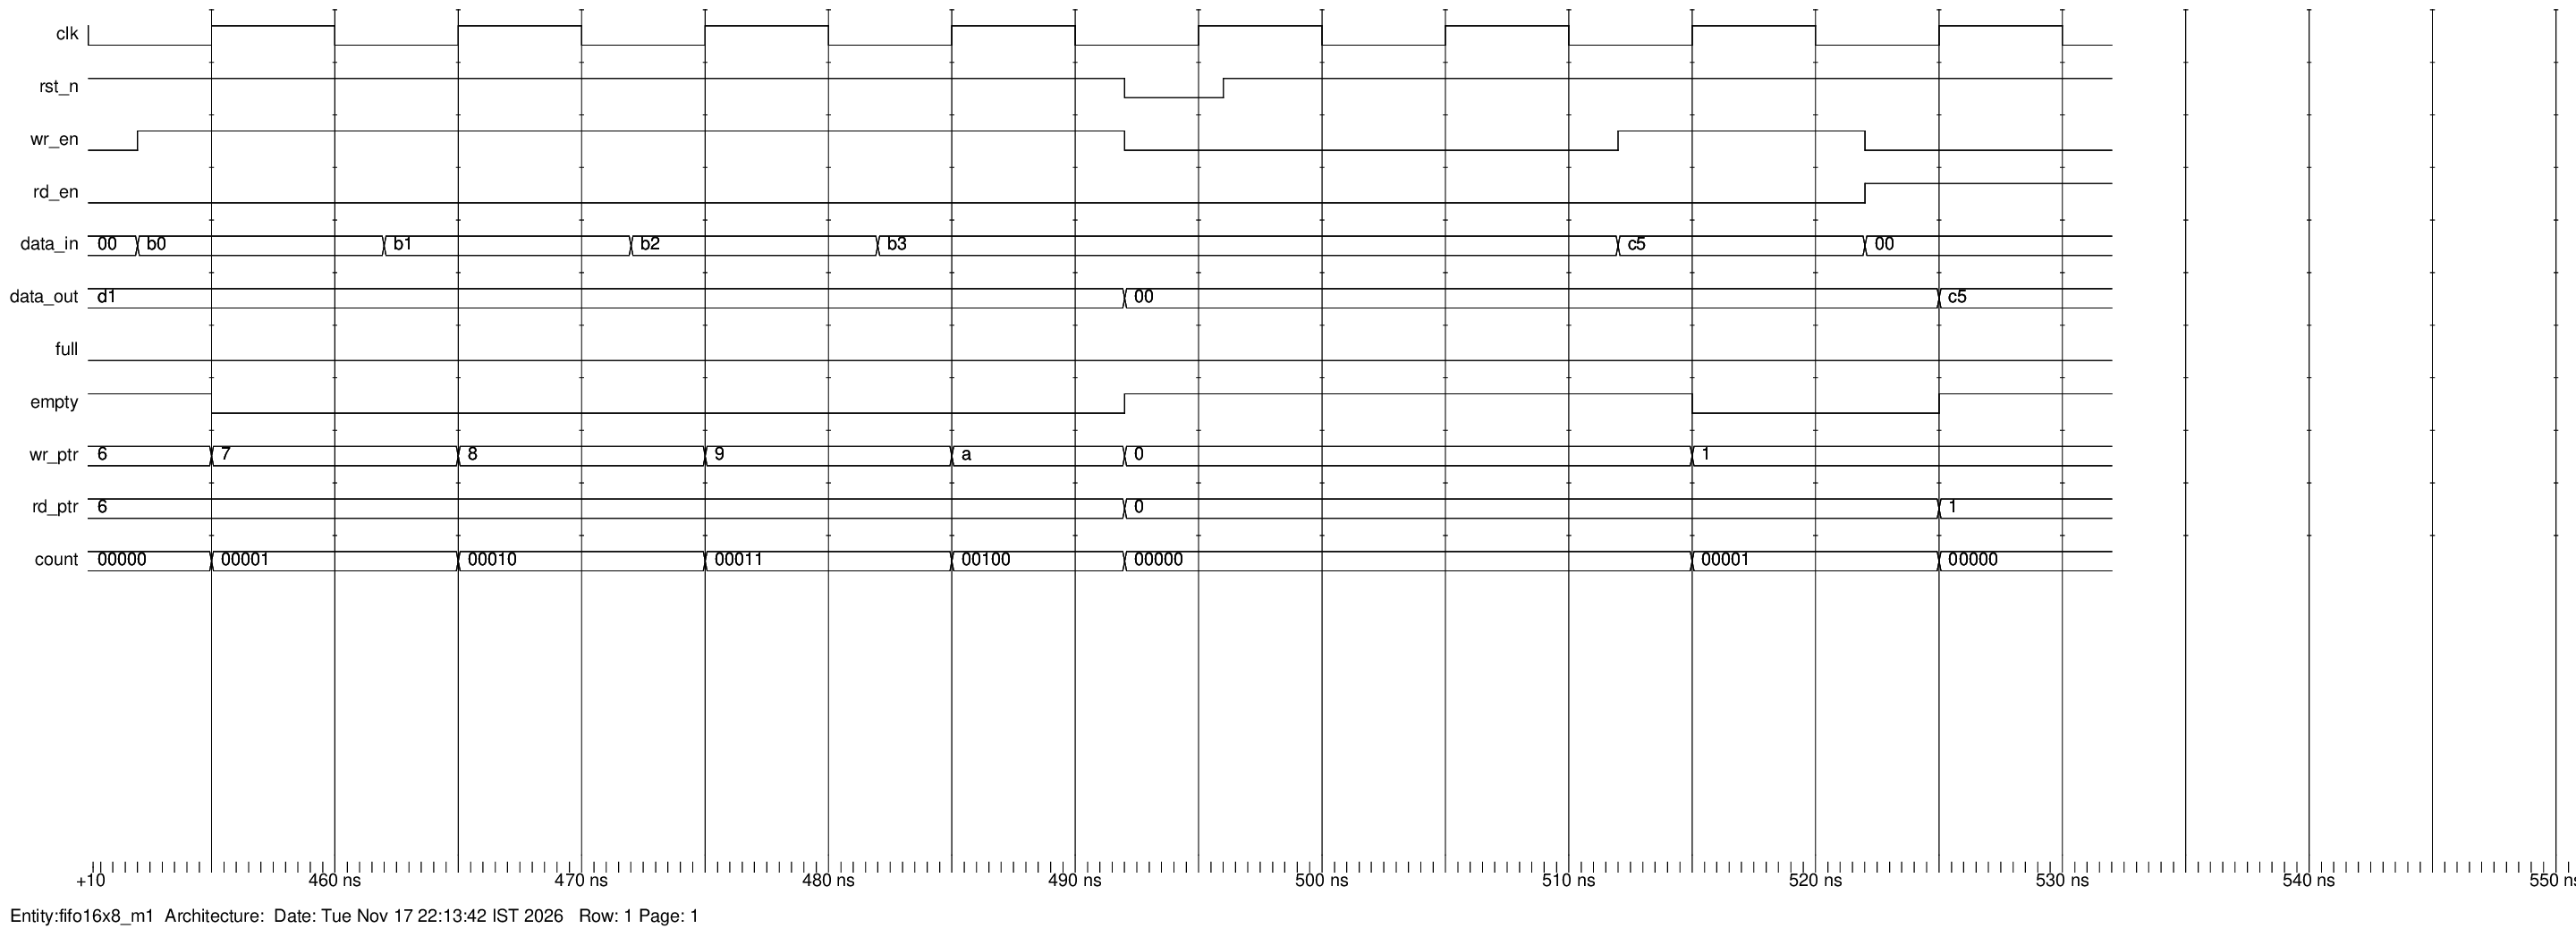 clk
rst_n
wr_en
rd_en
data_in 00 b0 b1 b2 b3 c5 00
data_out d1 00 c5
full
empty
wr_ptr 6 7 8 9 a 0 1
rd_ptr 6 0 1
count 00000 00001 00010 00011 00100 00000 00001 00000
+10 460 ns 470 ns 480 ns 490 ns 500 ns 510 ns 520 ns 530 ns 540 ns 550 ns
Entity:fifo16x8_m1 Architecture: Date: Tue Nov 17 22:13:42 IST 2026 Row: 1 Page: 1